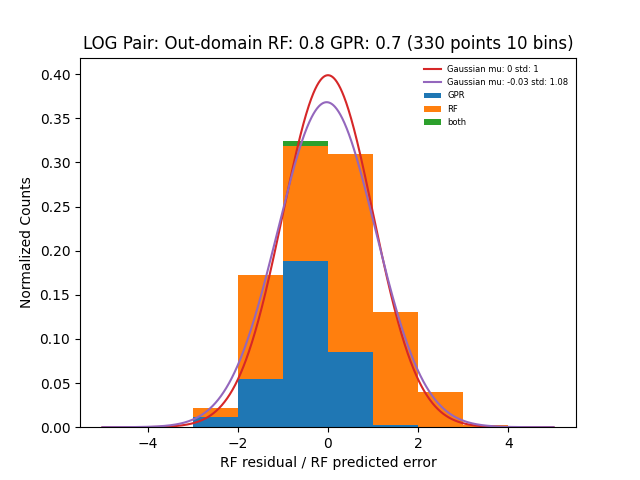 LOG Pair: Out-domain RF: 0.8 GPR: 0.7 (330 points 10 bins)
Gaussian mu: 0 std: 1
Gaussian mu: -0.03 std: 1.08
GPR
RF
both
Normalized Counts
0.40
0.35
0.30
0.25
0.20
0.15
0.10
0.05
0.00
−4 −2 0 2 4
RF residual / RF predicted error